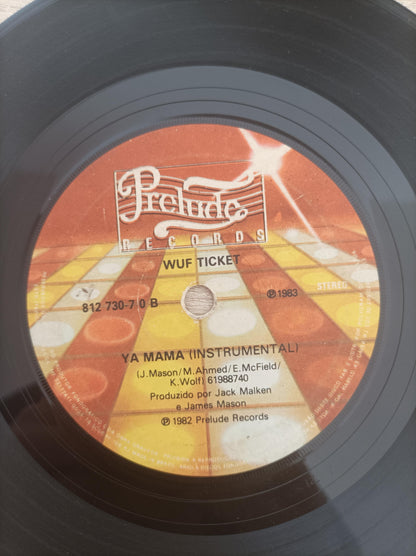 Prelude
RECORDS
WUF TICKET
812 730-7 B
℗ 1983
STEREO
YA MAMA (INSTRUMENTAL)
(J. Mason/M. Ahmed/E. McField/
K. Wolf) 61988740
Produzido por Jack Malken
e James Mason
℗ 1982 Prelude Records